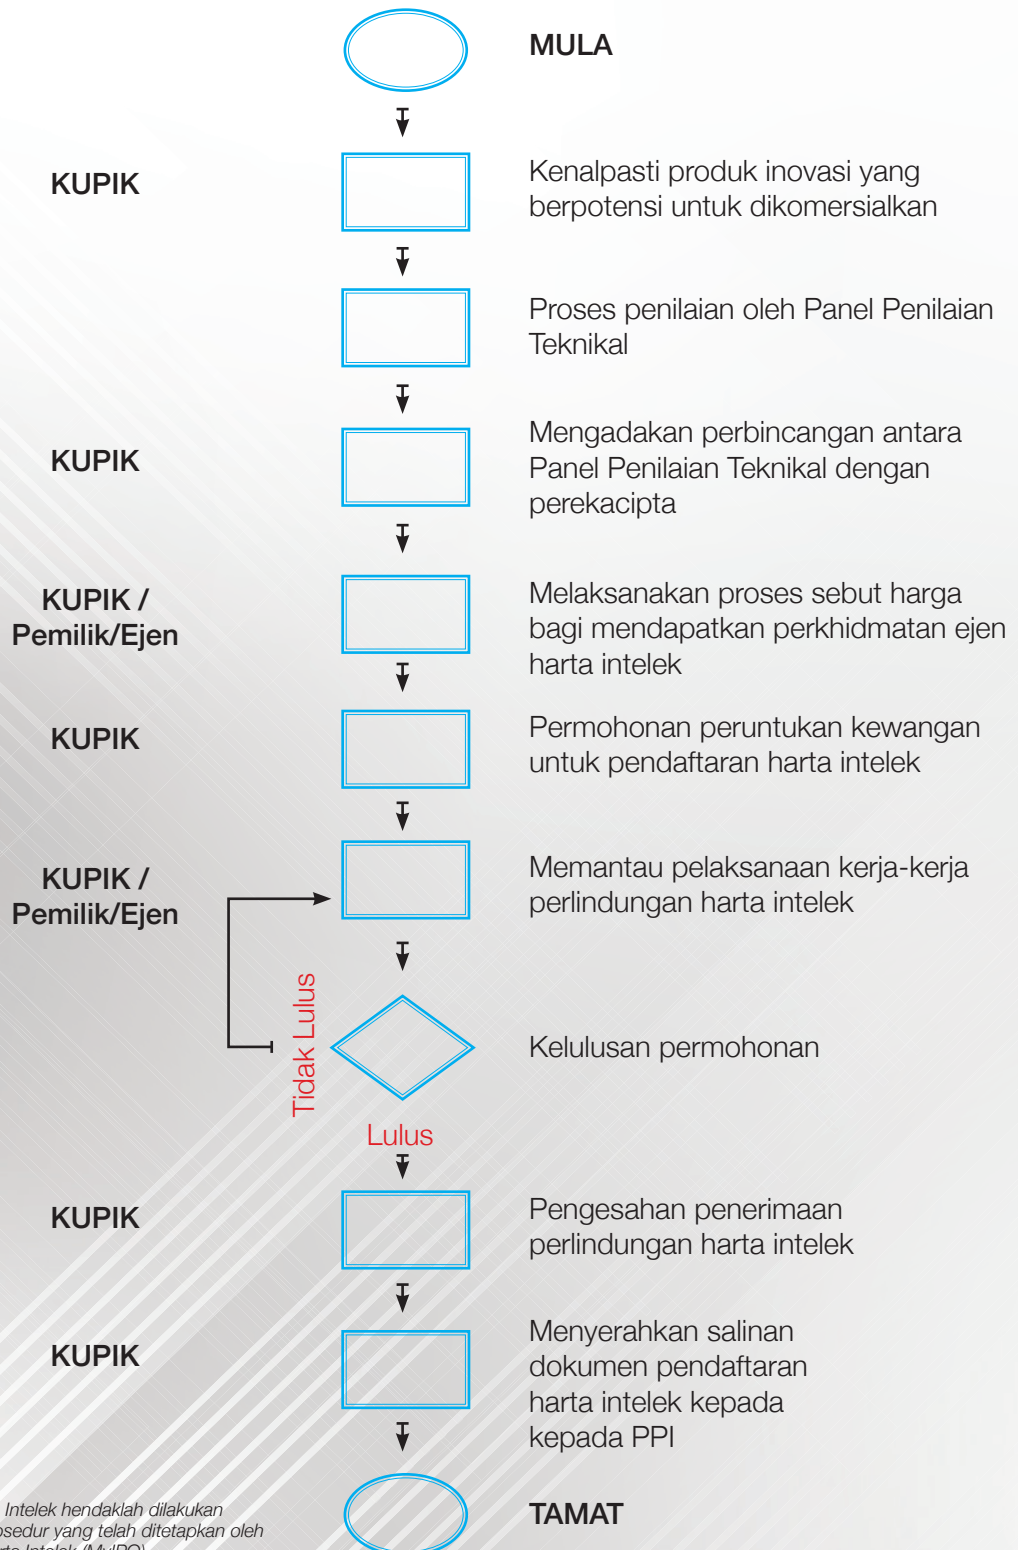 MULA
KUPIK
Kenalpasti produk inovasi yang
berpotensi untuk dikomersialkan
Proses penilaian oleh Panel Penilaian
Teknikal
KUPIK
Mengadakan perbincangan antara
Panel Penilaian Teknikal dengan
perekacipta
KUPIK /
Pemilik/Ejen
Melaksanakan proses sebut harga
bagi mendapatkan perkhidmatan ejen
harta intelek
KUPIK
Permohonan peruntukan kewangan
untuk pendaftaran harta intelek
KUPIK /
Pemilik/Ejen
Memantau pelaksanaan kerja-kerja
perlindungan harta intelek
Tidak Lulus
Kelulusan permohonan
Lulus
KUPIK
Pengesahan penerimaan
perlindungan harta intelek
KUPIK
Menyerahkan salinan
dokumen pendaftaran
harta intelek kepada
kepada PPI
TAMAT
Intelek hendaklah dilakukan
yang telah ditetapkan oleh
Intelek (MyIPO)